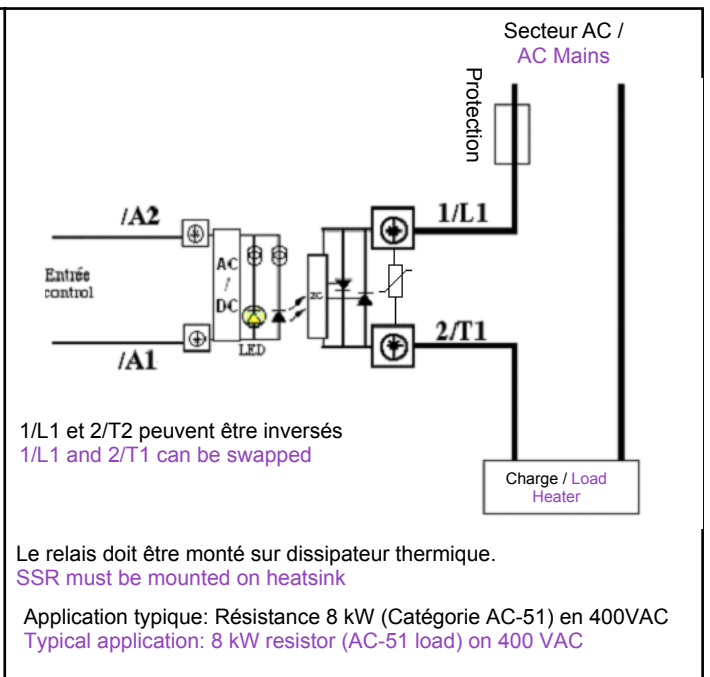 Secteur AC /
AC Mains
Protection
/A2
1/L1
Entrée
control
AC
/
DC
ZC
LED
/A1
2/T1
1/L1 et 2/T2 peuvent être inversés
1/L1 and 2/T1 can be swapped
Charge / Load
Heater
Le relais doit être monté sur dissipateur thermique.
SSR must be mounted on heatsink
Application typique: Résistance 8 kW (Catégorie AC-51) en 400VAC
Typical application: 8 kW resistor (AC-51 load) on 400 VAC